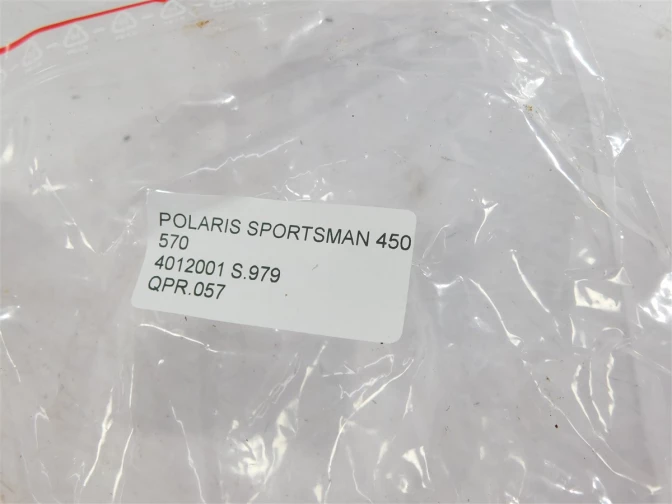 POLARIS SPORTSMAN 450
570
4012001 S.979
QPR.057